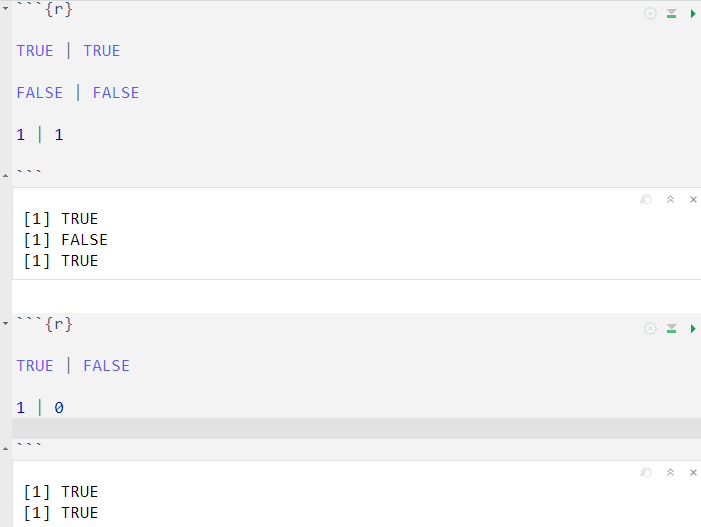 ```{r}
TRUE | TRUE
FALSE | FALSE
1 | 1
```
[1] TRUE
[1] FALSE
[1] TRUE
```{r}
TRUE | FALSE
1 | 0
```
[1] TRUE
[1] TRUE